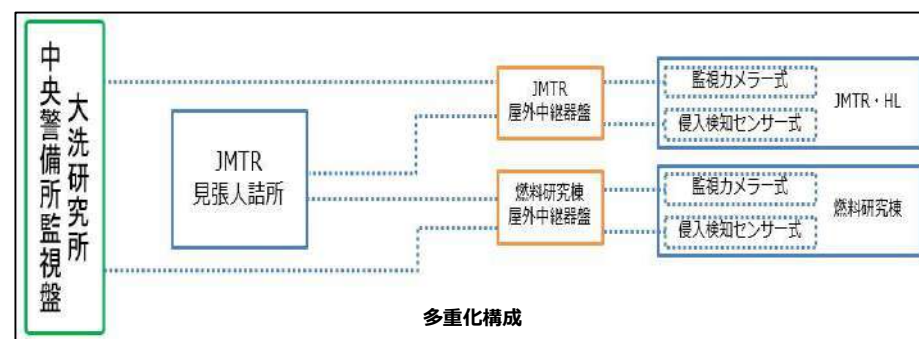 大洗研究所
中央警備所監視盤
JMTR
見張人詰所
JMTR
屋外中継器盤
監視カメラ一式
侵入検知センサ一式
JMTR・HL
燃料研究棟
屋外中継器盤
監視カメラ一式
侵入検知センサ一式
燃料研究棟
多重化構成